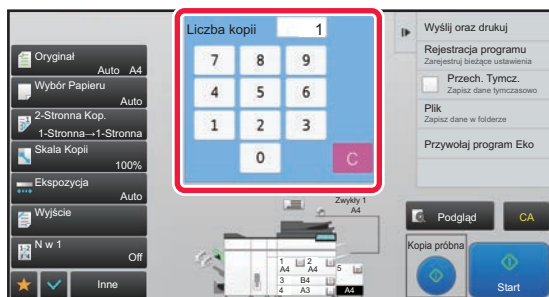 Oryginał
Auto A4
Wybór Papieru
Auto
2-Stronna Kop.
1-Stronna→1-Stronna
Skala Kopii
100%
Ekspozycja
Auto
Wyjście
N w 1
Off
Inne
Liczba kopii 1
7 8 9
4 5 6
1 2 3
0 C
Zwykły 1
A4
1 A4 2 A4 5
3 B4
4 A3 A4
Wyślij oraz drukuj
Rejestracja programu
Zarejestruj bieżące ustawienia
Przech. Tymcz.
Zapisz dane tymczasowo
Plik
Zapisz dane w folderze
Przywołaj program Eko
Podgląd CA
Kopia próbna
Start